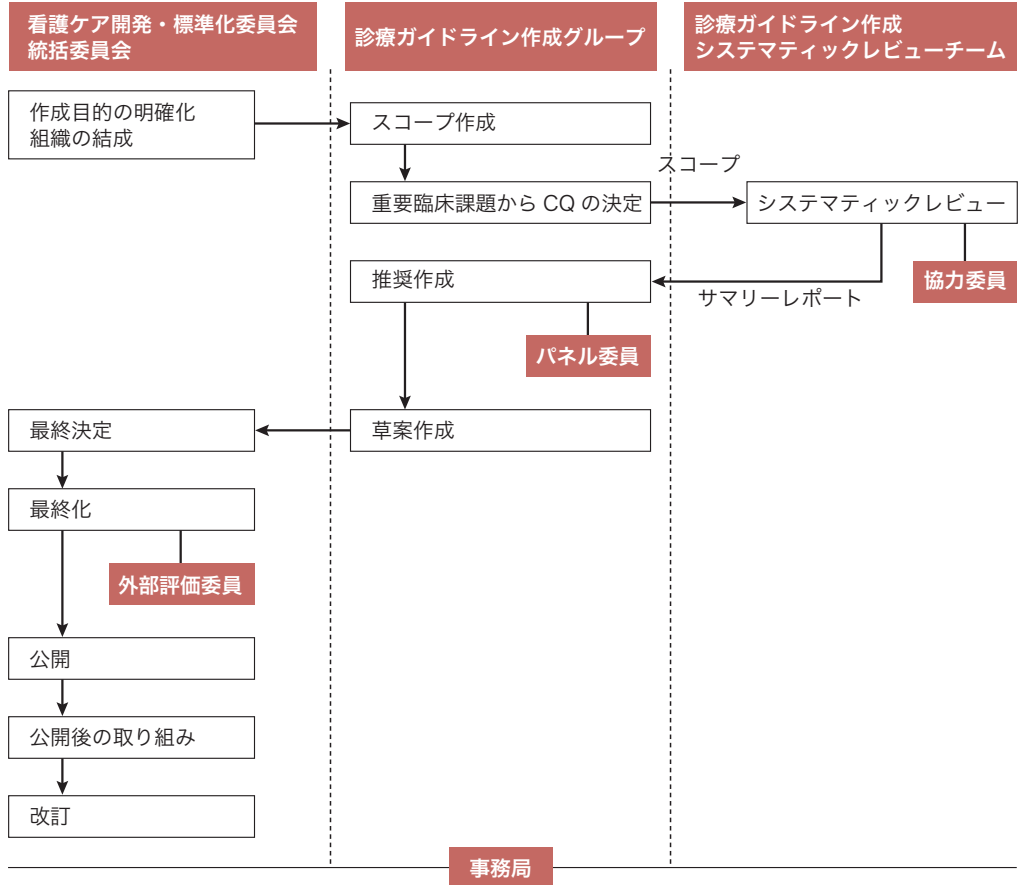 看護ケア開発・標準化委員会
統括委員会
診療ガイドライン作成グループ
診療ガイドライン作成
システマティックレビューチーム
作成目的の明確化
組織の結成
スコープ作成
スコープ
重要臨床課題から CQ の決定
システマティックレビュー
推奨作成
協力委員
サマリーレポート
パネル委員
最終決定
草案作成
最終化
外部評価委員
公開
公開後の取り組み
改訂
事務局